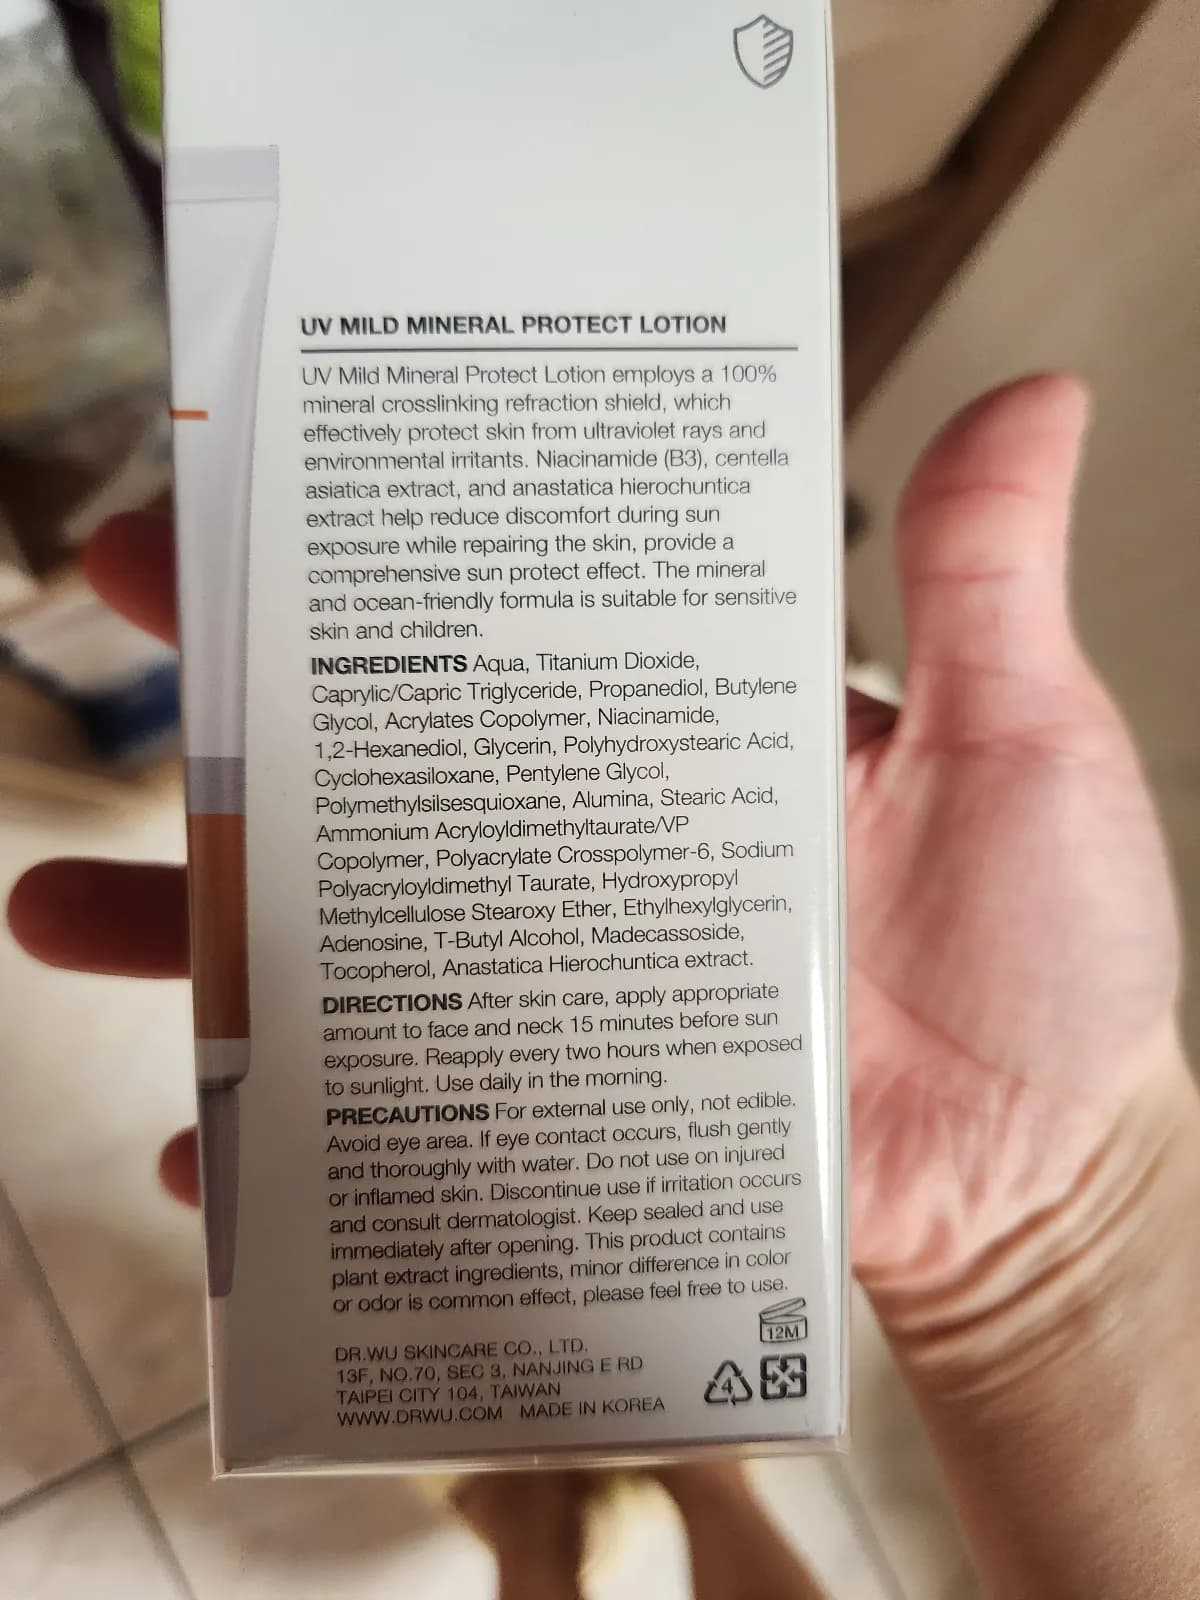 UV MILD MINERAL PROTECT LOTION
UV Mild Mineral Protect Lotion employs a 100%
mineral crosslinking refraction shield, which
effectively protect skin from ultraviolet rays and
environmental irritants. Niacinamide (B3), centella
asiatica extract, and anastatica hierochuntica
extract help reduce discomfort during sun
exposure while repairing the skin, provide a
comprehensive sun protect effect. The mineral
and ocean-friendly formula is suitable for sensitive
skin and children.
INGREDIENTS Aqua, Titanium Dioxide,
Caprylic/Capric Triglyceride, Propanediol, Butylene
Glycol, Acrylates Copolymer, Niacinamide,
1,2-Hexanediol, Glycerin, Polyhydroxystearic Acid,
Cyclohexasiloxane, Pentylene Glycol,
Polymethylsilsesquioxane, Alumina, Stearic Acid,
Ammonium Acryloyldimethyltaurate/VP
Copolymer, Polyacrylate Crosspolymer-6, Sodium
Polyacryloyldimethyl Taurate, Hydroxypropyl
Methylcellulose Stearoxy Ether, Ethylhexylglycerin,
Adenosine, T-Butyl Alcohol, Madecassoside,
Tocopherol, Anastatica Hierochuntica extract.
DIRECTIONS After skin care, apply appropriate
amount to face and neck 15 minutes before sun
exposure. Reapply every two hours when exposed
to sunlight. Use daily in the morning.
PRECAUTIONS For external use only, not edible.
Avoid eye area. If eye contact occurs, flush gently
and thoroughly with water. Do not use on injured
or inflamed skin. Discontinue use if irritation occurs
and consult dermatologist. Keep sealed and use
immediately after opening. This product contains
plant extract ingredients, minor difference in color
or odor is common effect, please feel free to use.
12M
DR.WU SKINCARE CO., LTD.
13F, NO.70, SEC 3, NANJING E RD
TAIPEI CITY 104, TAIWAN
WWW.DRWU.COM MADE IN KOREA
4